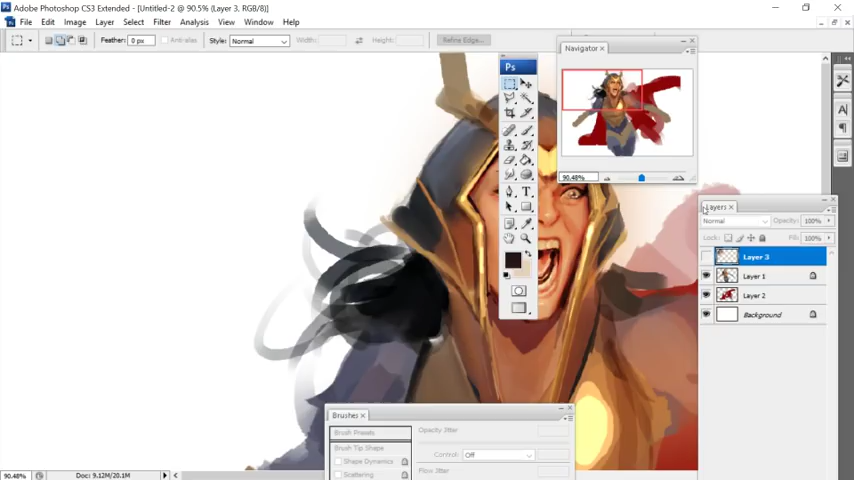 Adobe Photoshop CS3 Extended - [Untitled-2 @ 90.5% (Layer 3, RGB/8)]
File Edit Image Layer Select Filter Analysis View Window Help
Feather: 0 px Anti-alias Style: Normal Width: Height: Refine Edge...
Navigator x
Ps
90.48%
Layers x
Normal Opacity: 100%
Lock: Fill: 100%
Layer 3
Layer 1
Layer 2
Background
Brushes x
Brush Presets Opacity Jitter
Brush Tip Shape
Control: Off
Shape Dynamics
Flow Jitter
Scattering
90.48% Doc: 9.12M/20.1M